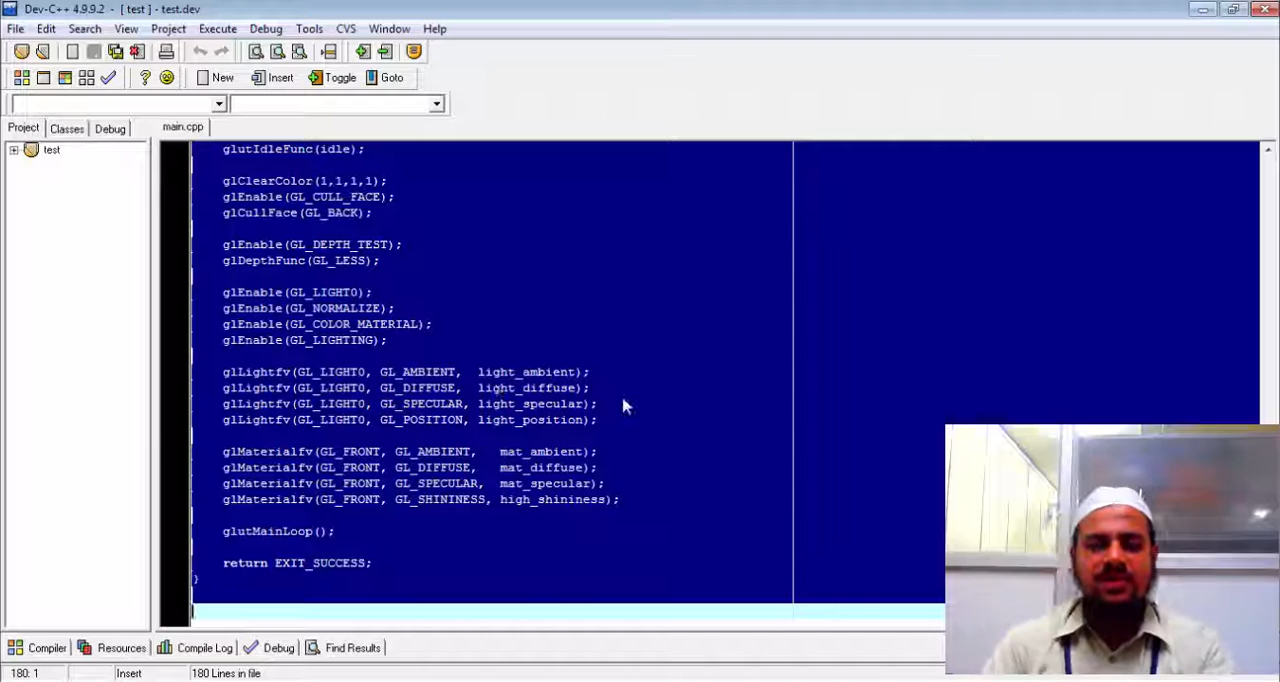 Dev-C++ 4.9.9.2 - [ test ] - test.dev
File Edit Search View Project Execute Debug Tools CVS Window Help
New Insert Toggle Goto
Project Classes Debug main.cpp
test
glutIdleFunc(idle);
glClearColor(1,1,1,1);
glEnable(GL_CULL_FACE);
glCullFace(GL_BACK);
glEnable(GL_DEPTH_TEST);
glDepthFunc(GL_LESS);
glEnable(GL_LIGHT0);
glEnable(GL_NORMALIZE);
glEnable(GL_COLOR_MATERIAL);
glEnable(GL_LIGHTING);
glLightfv(GL_LIGHT0, GL_AMBIENT,  light_ambient);
glLightfv(GL_LIGHT0, GL_DIFFUSE,  light_diffuse);
glLightfv(GL_LIGHT0, GL_SPECULAR, light_specular);
glLightfv(GL_LIGHT0, GL_POSITION, light_position);
glMaterialfv(GL_FRONT, GL_AMBIENT,   mat_ambient);
glMaterialfv(GL_FRONT, GL_DIFFUSE,   mat_diffuse);
glMaterialfv(GL_FRONT, GL_SPECULAR,  mat_specular);
glMaterialfv(GL_FRONT, GL_SHININESS, high_shininess);
glutMainLoop();
return EXIT_SUCCESS;
}
Compiler Resources Compile Log Debug Find Results
180: 1 Insert 180 Lines in file